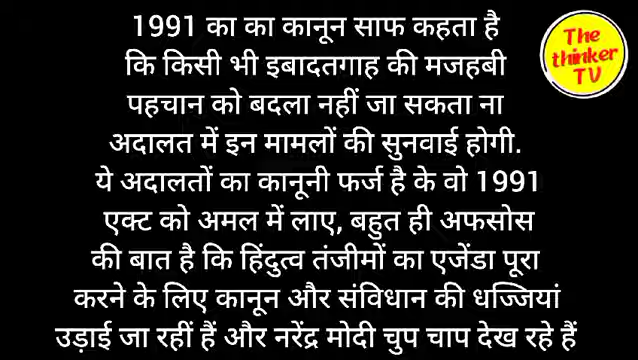 1991 का का कानून साफ कहता है
The
thinker
TV
कि किसी भी इबादतगाह की मजहबी
पहचान को बदला नहीं जा सकता ना
अदालत में इन मामलों की सुनवाई होगी.
ये अदालतों का कानूनी फर्ज है के वो 1991
एक्ट को अमल में लाए, बहुत ही अफसोस
की बात है कि हिंदुत्व तंजीमों का एजेंडा पूरा
करने के लिए कानून और संविधान की धज्जियां
उड़ाई जा रहीं हैं और नरेंद्र मोदी चुप चाप देख रहे हैं